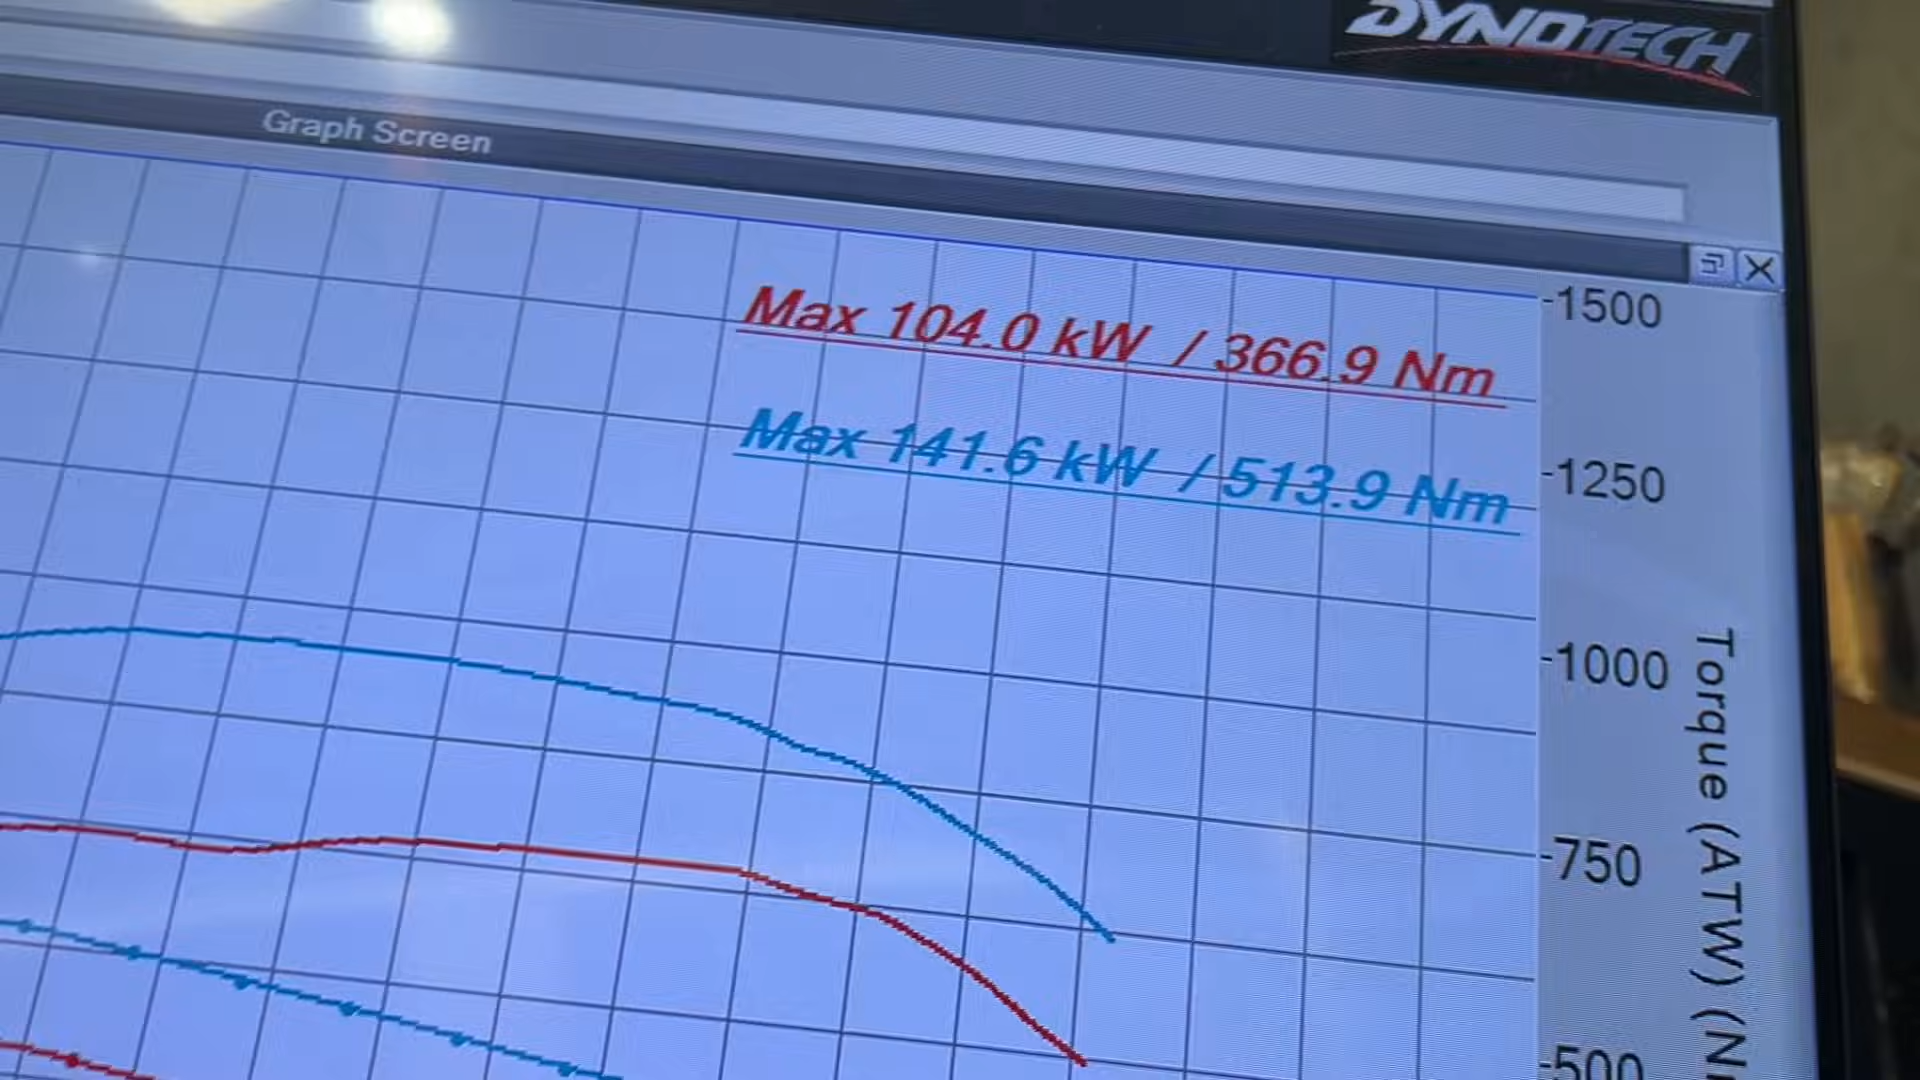 DYNOTECH
Graph Screen
Max 104.0 kW / 366.9 Nm
Max 141.6 kW / 513.9 Nm
1500
1250
1000
750
500
Torque (ATW) (N